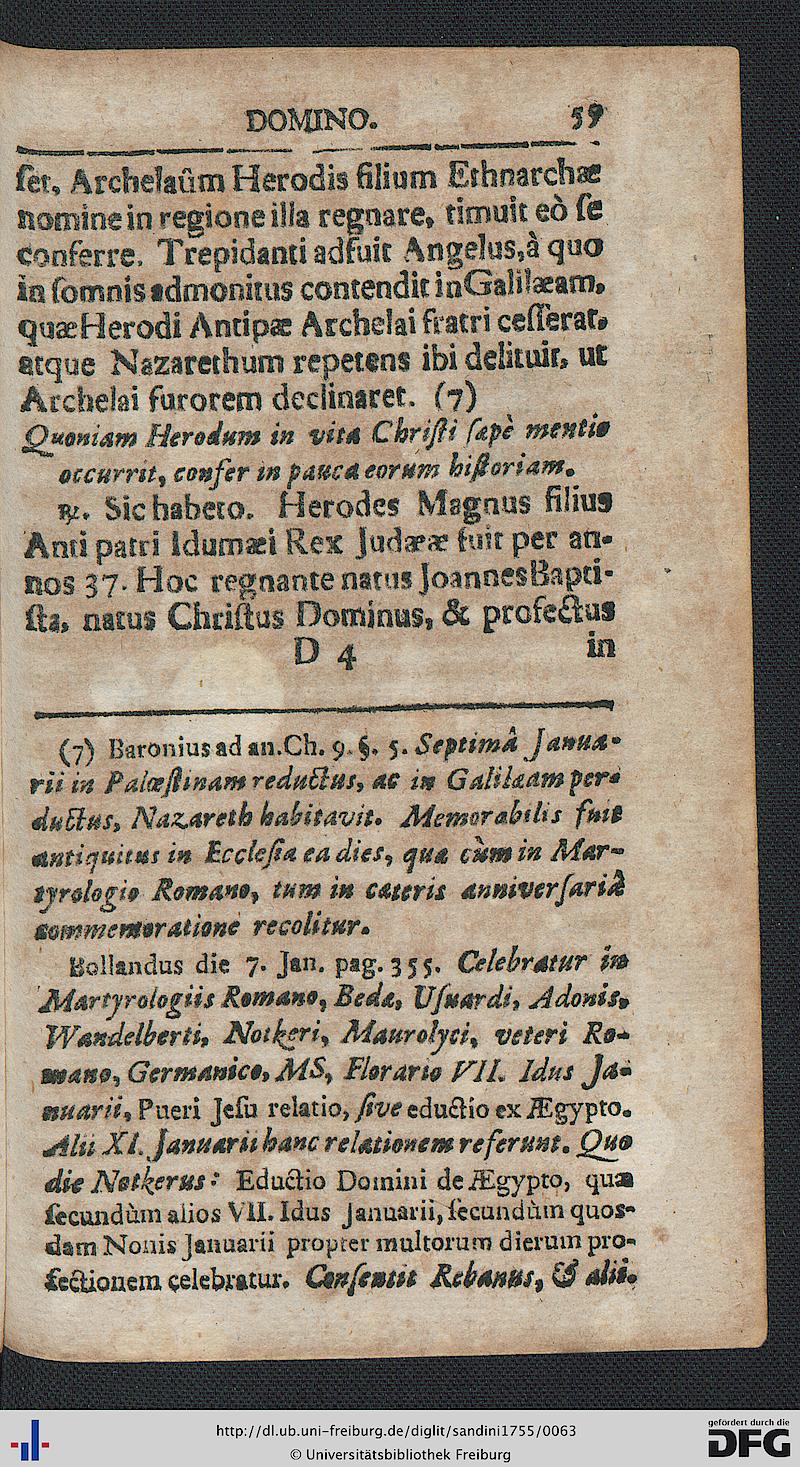 DOMINO. 59
ſet, Archelaûm Herodis filium Ethnarchæ
nomine in regione illa regnare, timuit eò ſe
conferre. Trepidanti adfuit Angelus, à quo
in ſomnis admonitus contendit in Galilæam,
quæ Herodi Antipæ Archelai fratri ceſſerat,
atque Nazarethum repetens ibi delituit, ut
Archelai furorem declinaret. (7)
Quoniam Herodum in vita Chriſti ſæpè mentio
occurrit, confer in pauca eorum hiſtoriam.
℞. Sic habeto. Herodes Magnus filius
Anti patri Idumæi Rex Judææ fuit per an-
nos 37. Hoc regnante natus Joannes Bapti-
ſta, natus Chriſtus Dominus, & profectus
D 4 in
(7) Baronius ad an. Ch. 9. §. 5. Septimâ Janua-
rii in Palæſtinam reductus, ac in Galilæam per-
ductus, Nazareth habitavit. Memorabilis fuit
antiquitus in Eccleſia ea dies, qua cùm in Mar-
tyrologio Romano, tum in cæteris anniverſariâ
commemoratione recolitur.
Bollandus die 7. Jan. pag. 355. Celebratur in
Martyrologiis Romano, Bedæ, Uſuardi, Adonis,
Wandelberti, Notkeri, Maurolyci, veteri Ro-
mano, Germanico, MS, Florario VII. Idus Ja-
nuarii, Pueri Jeſu relatio, ſive eductio ex Ægypto.
Alii XI. Januarii hanc relationem referunt. Quo
die Notkerus: Eductio Domini de Ægypto, quæ
ſecundùm alios VII. Idus Januarii, ſecundùm quos-
dam Nonis Januarii propter multorum dierum pro-
fectionem celebratur. Conſentit Rebanus, & alii.
http://dl.ub.uni-freiburg.de/diglit/sandini1755/0063
© Universitätsbibliothek Freiburg
gefördert durch die
DFG